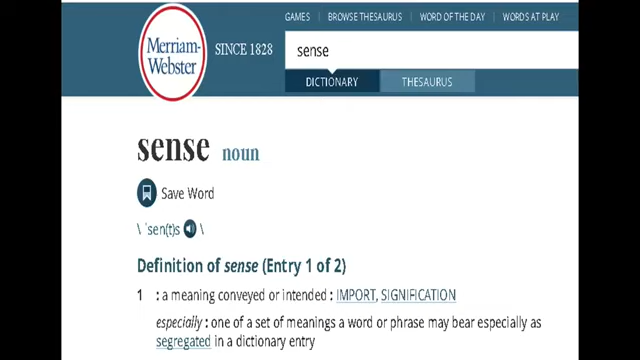 GAMES | BROWSE THESAURUS | WORD OF THE DAY | WORDS AT PLAY
Merriam-
Webster
SINCE 1828
sense
DICTIONARY
THESAURUS
sense noun
Save Word
\ ˈsen(t)s \
Definition of sense (Entry 1 of 2)
1 : a meaning conveyed or intended : IMPORT, SIGNIFICATION
especially : one of a set of meanings a word or phrase may bear especially as
segregated in a dictionary entry